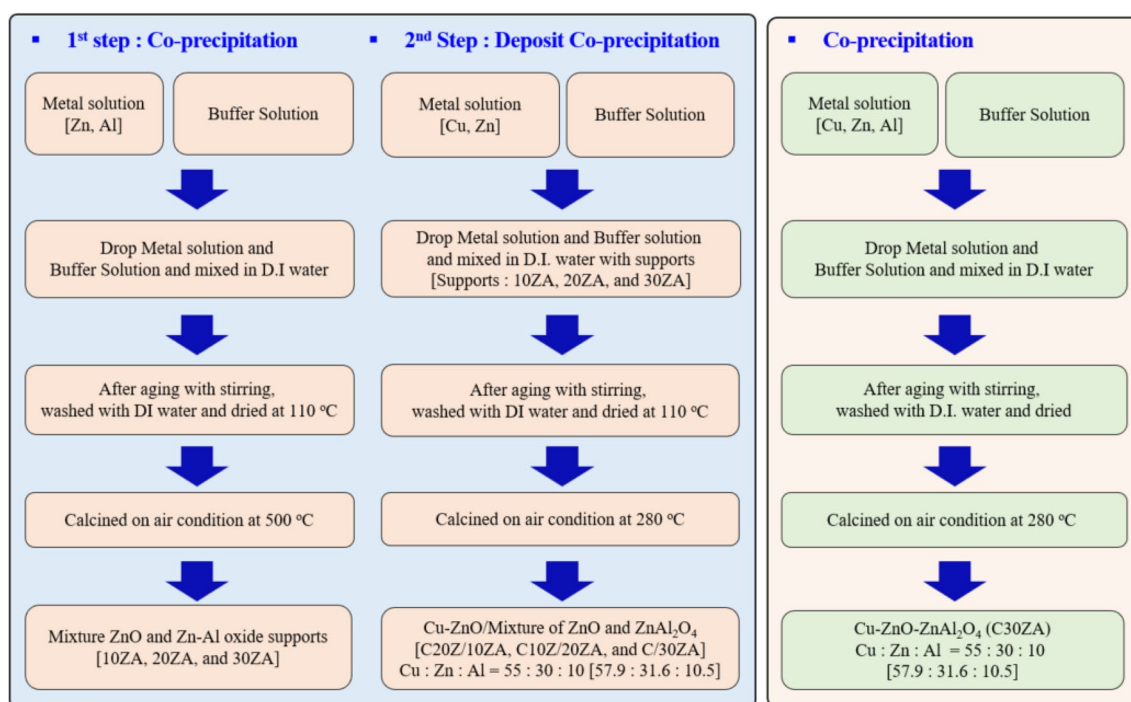 ▪ 1st step : Co-precipitation
Metal solution
[Zn, Al]
Buffer Solution
Drop Metal solution and
Buffer Solution and mixed in D.I water
After aging with stirring,
washed with DI water and dried at 110 °C
Calcined on air condition at 500 °C
Mixture ZnO and Zn-Al oxide supports
[10ZA, 20ZA, and 30ZA]
▪ 2nd Step : Deposit Co-precipitation
Metal solution
[Cu, Zn]
Buffer Solution
Drop Metal solution and Buffer solution
and mixed in D.I. water with supports
[Supports : 10ZA, 20ZA, and 30ZA]
After aging with stirring,
washed with DI water and dried at 110 °C
Calcined on air condition at 280 °C
Cu-ZnO/Mixture of ZnO and ZnAl₂O₄
[C20Z/10ZA, C10Z/20ZA, and C/30ZA]
Cu : Zn : Al = 55 : 30 : 10 [57.9 : 31.6 : 10.5]
▪ Co-precipitation
Metal solution
[Cu, Zn, Al]
Buffer Solution
Drop Metal solution and
Buffer Solution and mixed in D.I water
After aging with stirring,
washed with D.I. water and dried
Calcined on air condition at 280 °C
Cu-ZnO-ZnAl₂O₄ (C30ZA)
Cu : Zn : Al = 55 : 30 : 10
[57.9 : 31.6 : 10.5]